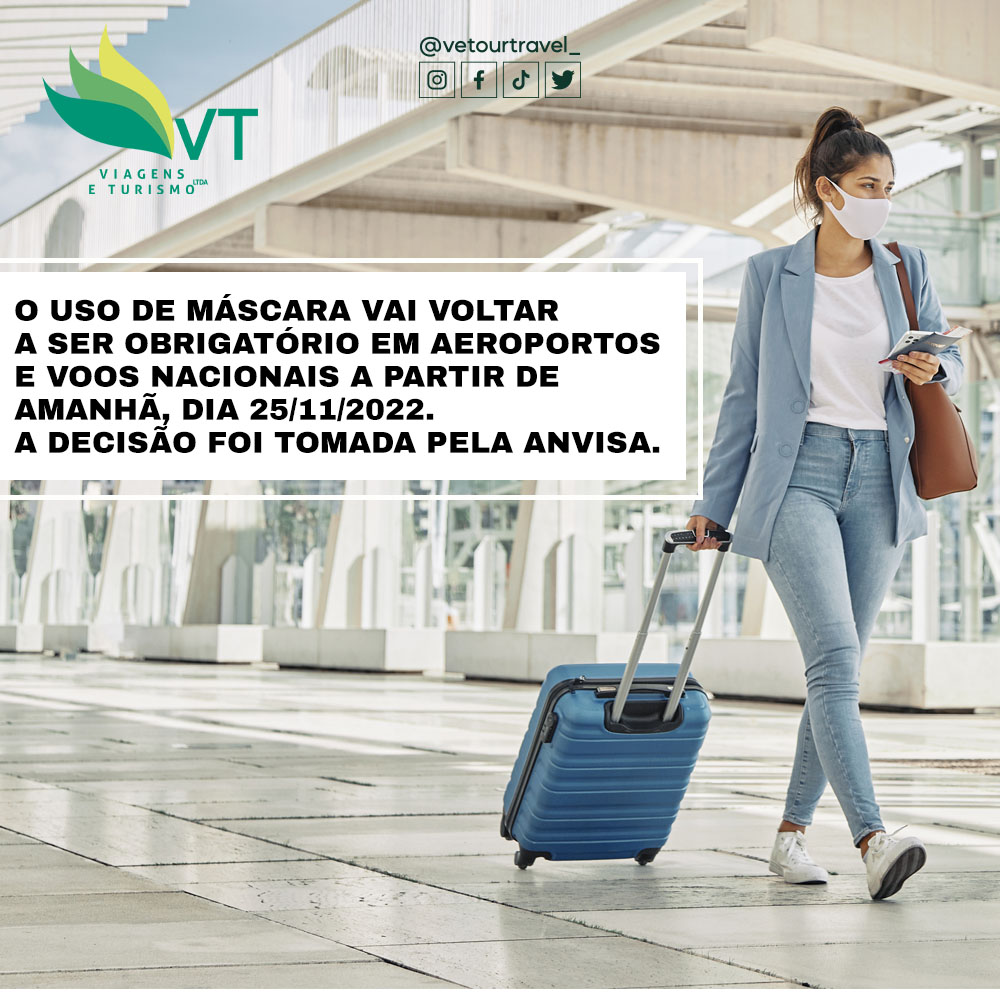 @vetourtravel_
VT
VIAGENS
E TURISMO LTDA
O USO DE MÁSCARA VAI VOLTAR
A SER OBRIGATÓRIO EM AEROPORTOS
E VOOS NACIONAIS A PARTIR DE
AMANHÃ, DIA 25/11/2022.
A DECISÃO FOI TOMADA PELA ANVISA.